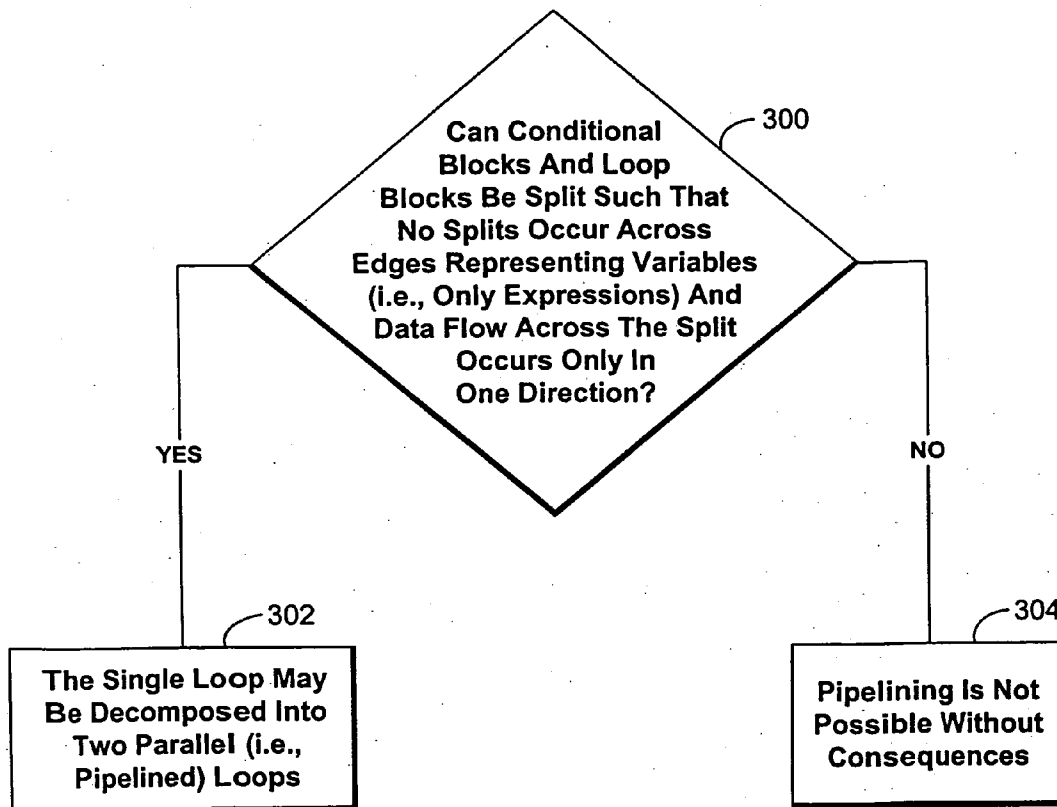 Can Conditional
Blocks And Loop
Blocks Be Split Such That
No Splits Occur Across
Edges Representing Variables
(i.e., Only Expressions) And
Data Flow Across The Split
Occurs Only In
One Direction?
300
YES
NO
302
The Single Loop May
Be Decomposed Into
Two Parallel (i.e.,
Pipelined) Loops
304
Pipelining Is Not
Possible Without
Consequences